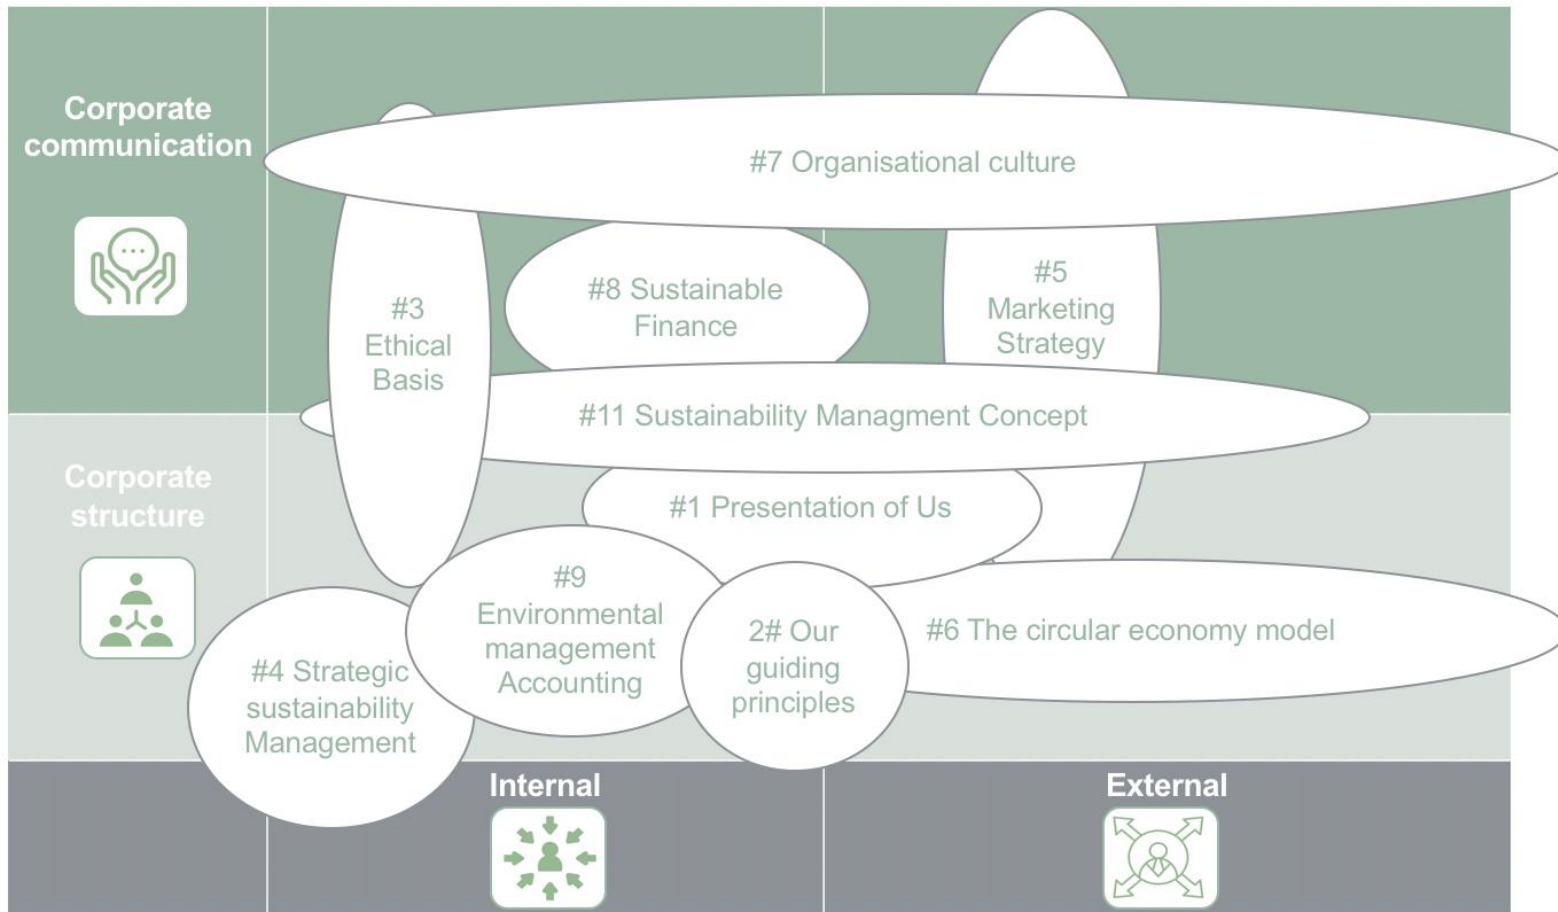 Corporate
communication
#7 Organisational culture
#3
Ethical
Basis
#8 Sustainable
Finance
#5
Marketing
Strategy
#11 Sustainability Managment Concept
Corporate
structure
#1 Presentation of Us
#9
Environmental
management
Accounting
2# Our
guiding
principles
#6 The circular economy model
#4 Strategic
sustainability
Management
Internal
External